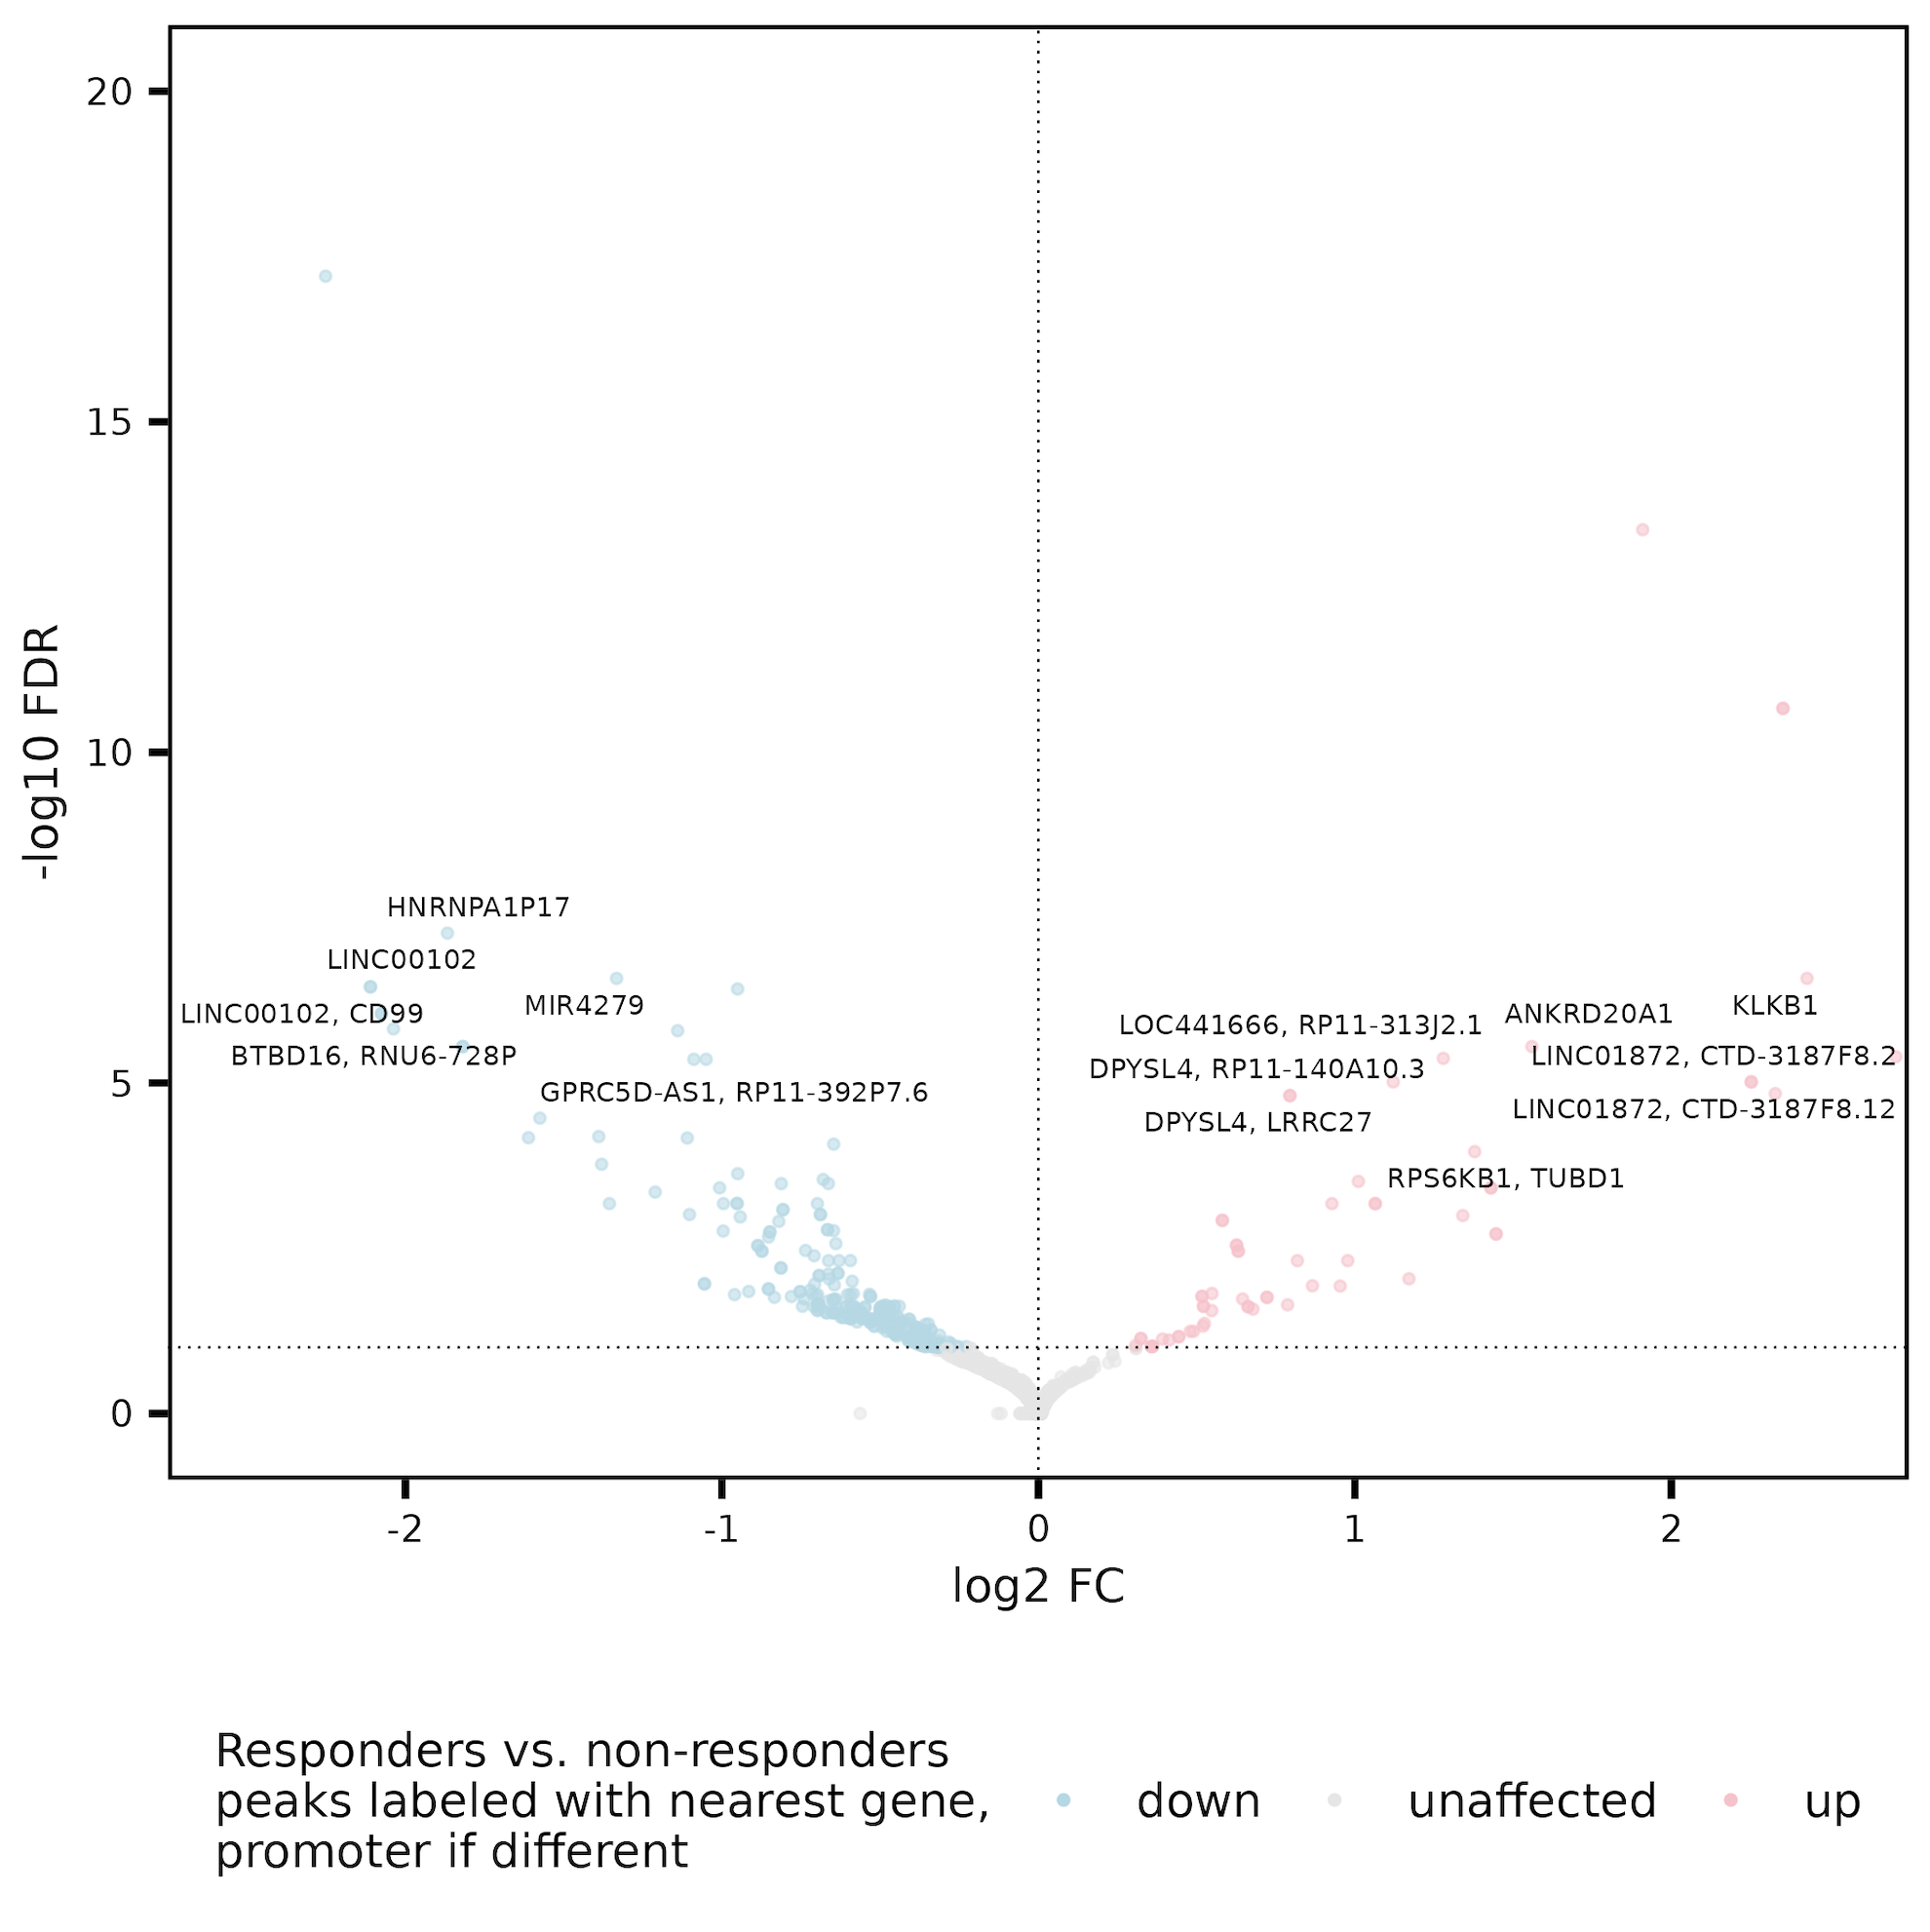 20
15
10
5
0
-log10 FDR
HNRNPA1P17
LINC00102
LINC00102, CD99
MIR4279
BTBD16, RNU6-728P
GPRC5D-AS1, RP11-392P7.6
LOC441666, RP11-313J2.1
ANKRD20A1
KLKB1
DPYSL4, RP11-140A10.3
LINC01872, CTD-3187F8.2
DPYSL4, LRRC27
LINC01872, CTD-3187F8.12
RPS6KB1, TUBD1
-2
-1
0
1
2
log2 FC
Responders vs. non-responders
peaks labeled with nearest gene,
promoter if different
down
unaffected
up